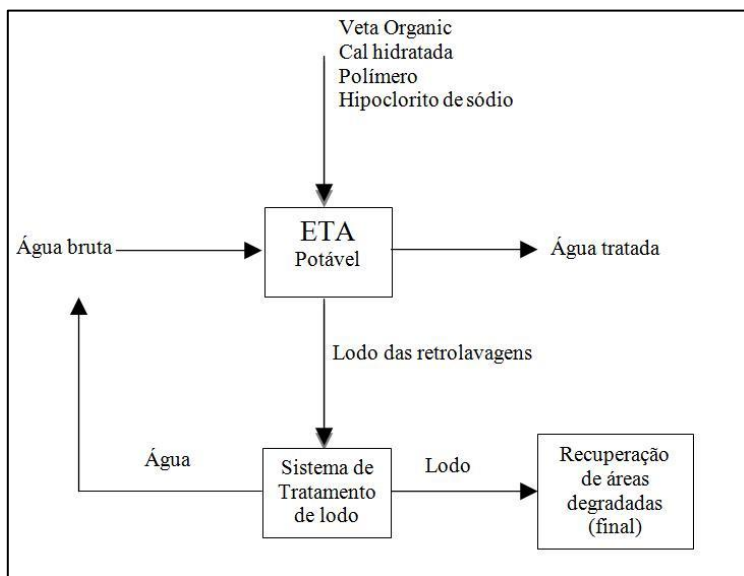 Veta Organic
Cal hidratada
Polímero
Hipoclorito de sódio
Água bruta
ETA
Potável
Água tratada
Lodo das retrolavagens
Água
Sistema de
Tratamento
de lodo
Lodo
Recuperação
de áreas
degradadas
(final)